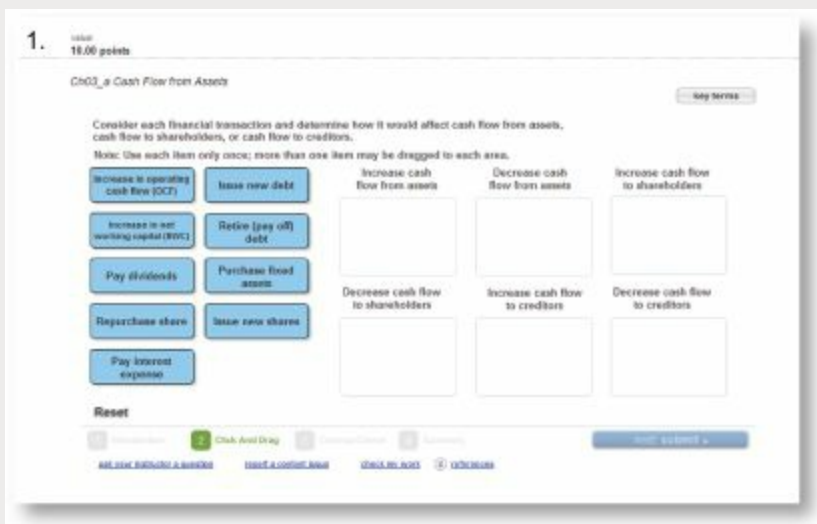 1.
value
10.00 points
Ch03_a Cash Flow from Assets
key terms
Consider each financial transaction and determine how it would affect cash flow from assets,
cash flow to shareholders, or cash flow to creditors.
Note: Use each item only once; more than one item may be dragged to each area.
Increase in operating
cash flow (OCF)
Issue new debt
Increase in net
working capital (NWC)
Retire (pay off)
debt
Pay dividends
Purchase fixed
assets
Repurchase share
Issue new shares
Pay interest
expense
Increase cash
flow from assets
Decrease cash
flow from assets
Increase cash flow
to shareholders
Decrease cash flow
to shareholders
Increase cash flow
to creditors
Decrease cash flow
to creditors
Reset
2
Click And Drag
ask your instructor a question
report a content issue
check my work
references